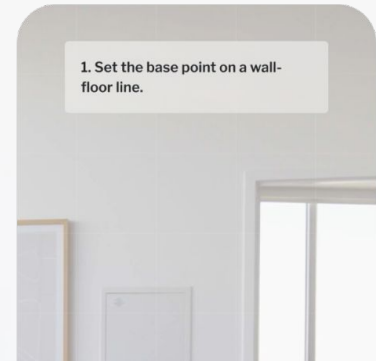 1. Set the base point on a wall-
floor line.